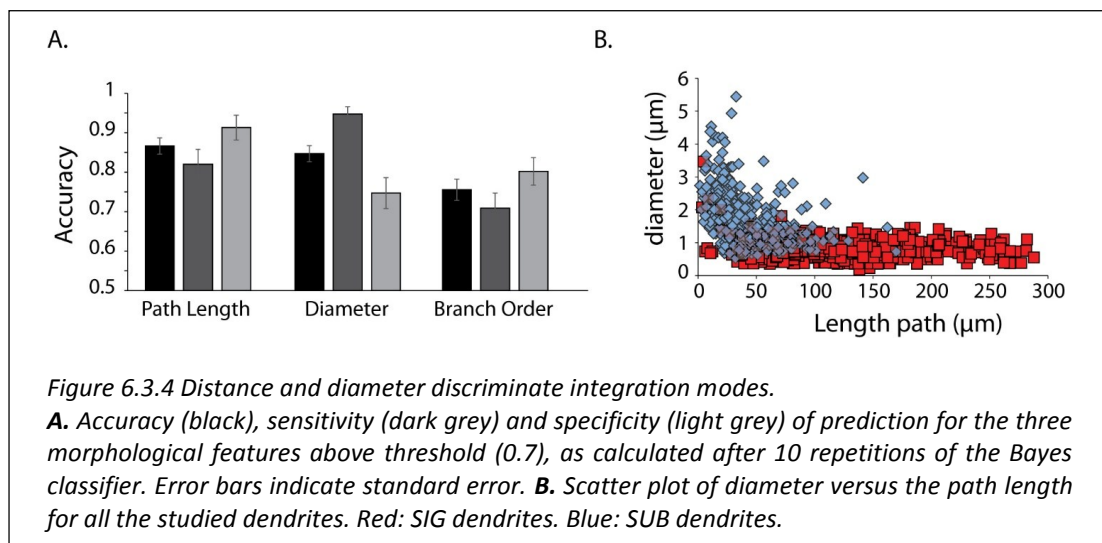 A.
1
0.9
0.8
0.7
0.6
0.5
Accuracy
Path Length Diameter Branch Order
B.
6
5
4
3
2
1
0
diameter (µm)
0 50 100 150 200 250 300
Length path (µm)
Figure 6.3.4 Distance and diameter discriminate integration modes.
A. Accuracy (black), sensitivity (dark grey) and specificity (light grey) of prediction for the three
morphological features above threshold (0.7), as calculated after 10 repetitions of the Bayes
classifier. Error bars indicate standard error. B. Scatter plot of diameter versus the path length
for all the studied dendrites. Red: SIG dendrites. Blue: SUB dendrites.